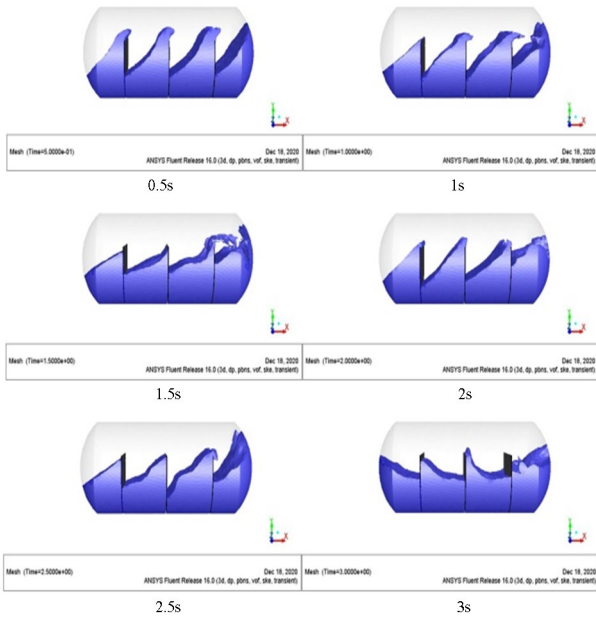 Mesh (Time=5.0000e-01) Dec 18, 2020
ANSYS Fluent Release 16.0 (3d, dp, pbns, vof, ske, transient)
0.5s
Mesh (Time=1.0000e+00) Dec 18, 2020
ANSYS Fluent Release 16.0 (3d, dp, pbns, vof, ske, transient)
1s
Mesh (Time=1.5000e+00) Dec 18, 2020
ANSYS Fluent Release 16.0 (3d, dp, pbns, vof, ske, transient)
1.5s
Mesh (Time=2.0000e+00) Dec 18, 2020
ANSYS Fluent Release 16.0 (3d, dp, pbns, vof, ske, transient)
2s
Mesh (Time=2.5000e+00) Dec 18, 2020
ANSYS Fluent Release 16.0 (3d, dp, pbns, vof, ske, transient)
2.5s
Mesh (Time=3.0000e+00) Dec 18, 2020
ANSYS Fluent Release 16.0 (3d, dp, pbns, vof, ske, transient)
3s